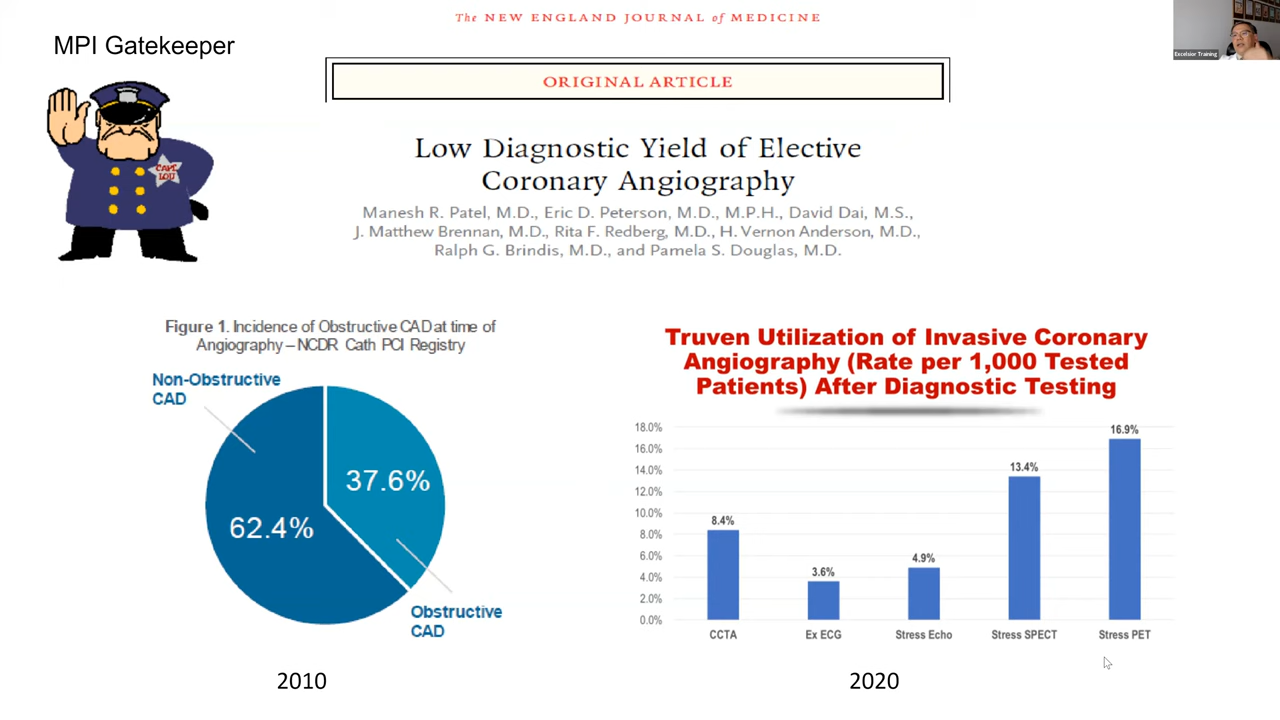 The NEW ENGLAND JOURNAL of MEDICINE
MPI Gatekeeper
Excelsior Training
ORIGINAL ARTICLE
CAPT.
LOU
Low Diagnostic Yield of Elective
Coronary Angiography
Manesh R. Patel, M.D., Eric D. Peterson, M.D., M.P.H., David Dai, M.S.,
J. Matthew Brennan, M.D., Rita F. Redberg, M.D., H. Vernon Anderson, M.D.,
Ralph G. Brindis, M.D., and Pamela S. Douglas, M.D.
Figure 1. Incidence of Obstructive CAD at time of
Angiography – NCDR Cath PCI Registry
Non-Obstructive
CAD
37.6%
62.4%
Obstructive
CAD
2010
Truven Utilization of Invasive Coronary
Angiography (Rate per 1,000 Tested
Patients) After Diagnostic Testing
18.0%
16.0%
14.0%
12.0%
10.0%
8.0%
6.0%
4.0%
2.0%
0.0%
8.4%
3.6%
4.9%
13.4%
16.9%
CCTA
Ex ECG
Stress Echo
Stress SPECT
Stress PET
2020